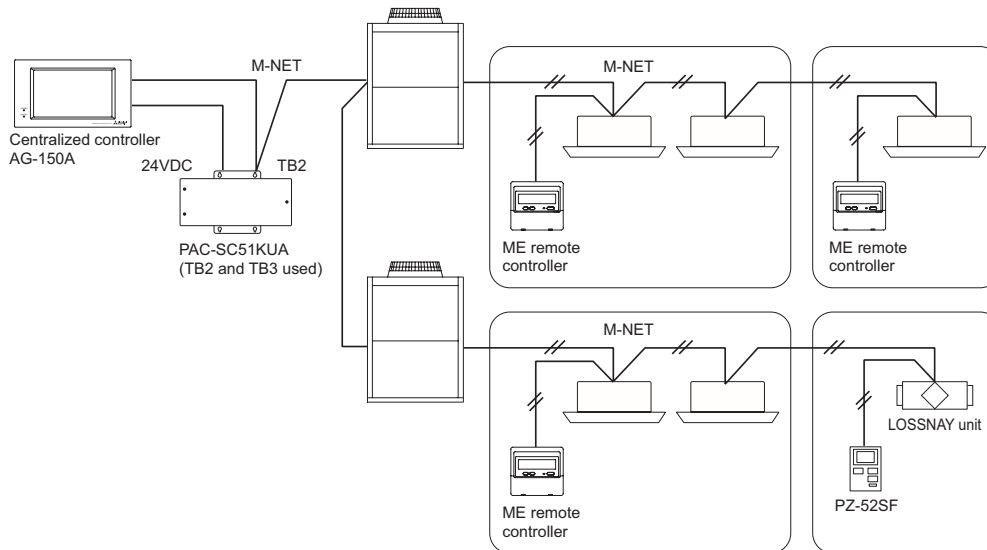 M-NET
Centralized controller
AG-150A
24VDC
TB2
PAC-SC51KUA
(TB2 and TB3 used)
M-NET
ME remote
controller
ME remote
controller
M-NET
ME remote
controller
LOSSNAY unit
PZ-52SF